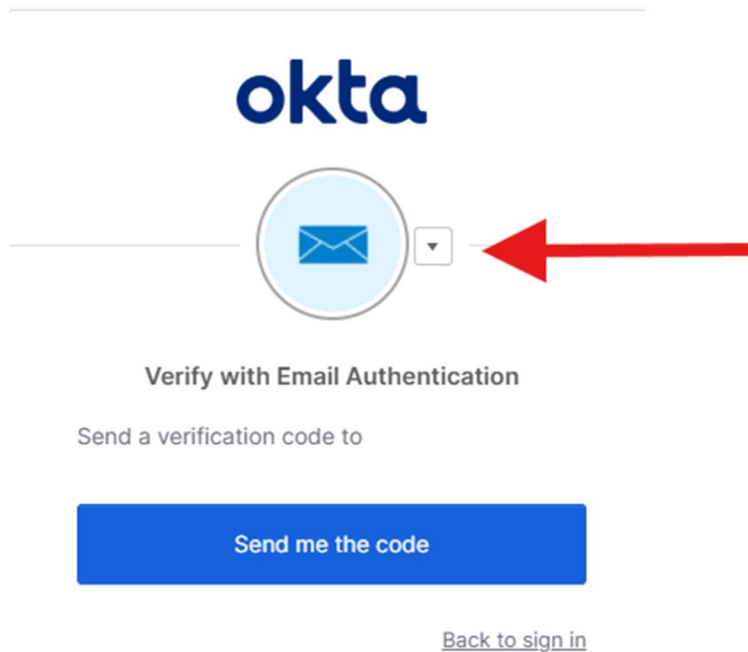 okta
Verify with Email Authentication
Send a verification code to
Send me the code
Back to sign in